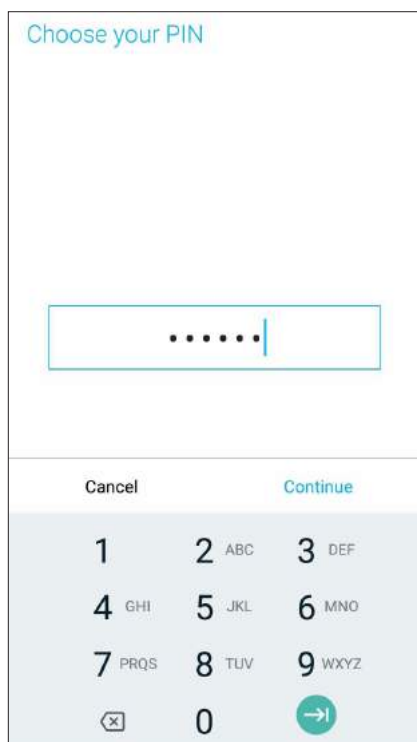 Choose your PIN
••••••
Cancel Continue
1 2 ABC 3 DEF
4 GHI 5 JKL 6 MNO
7 PRQS 8 TUV 9 WXYZ
0